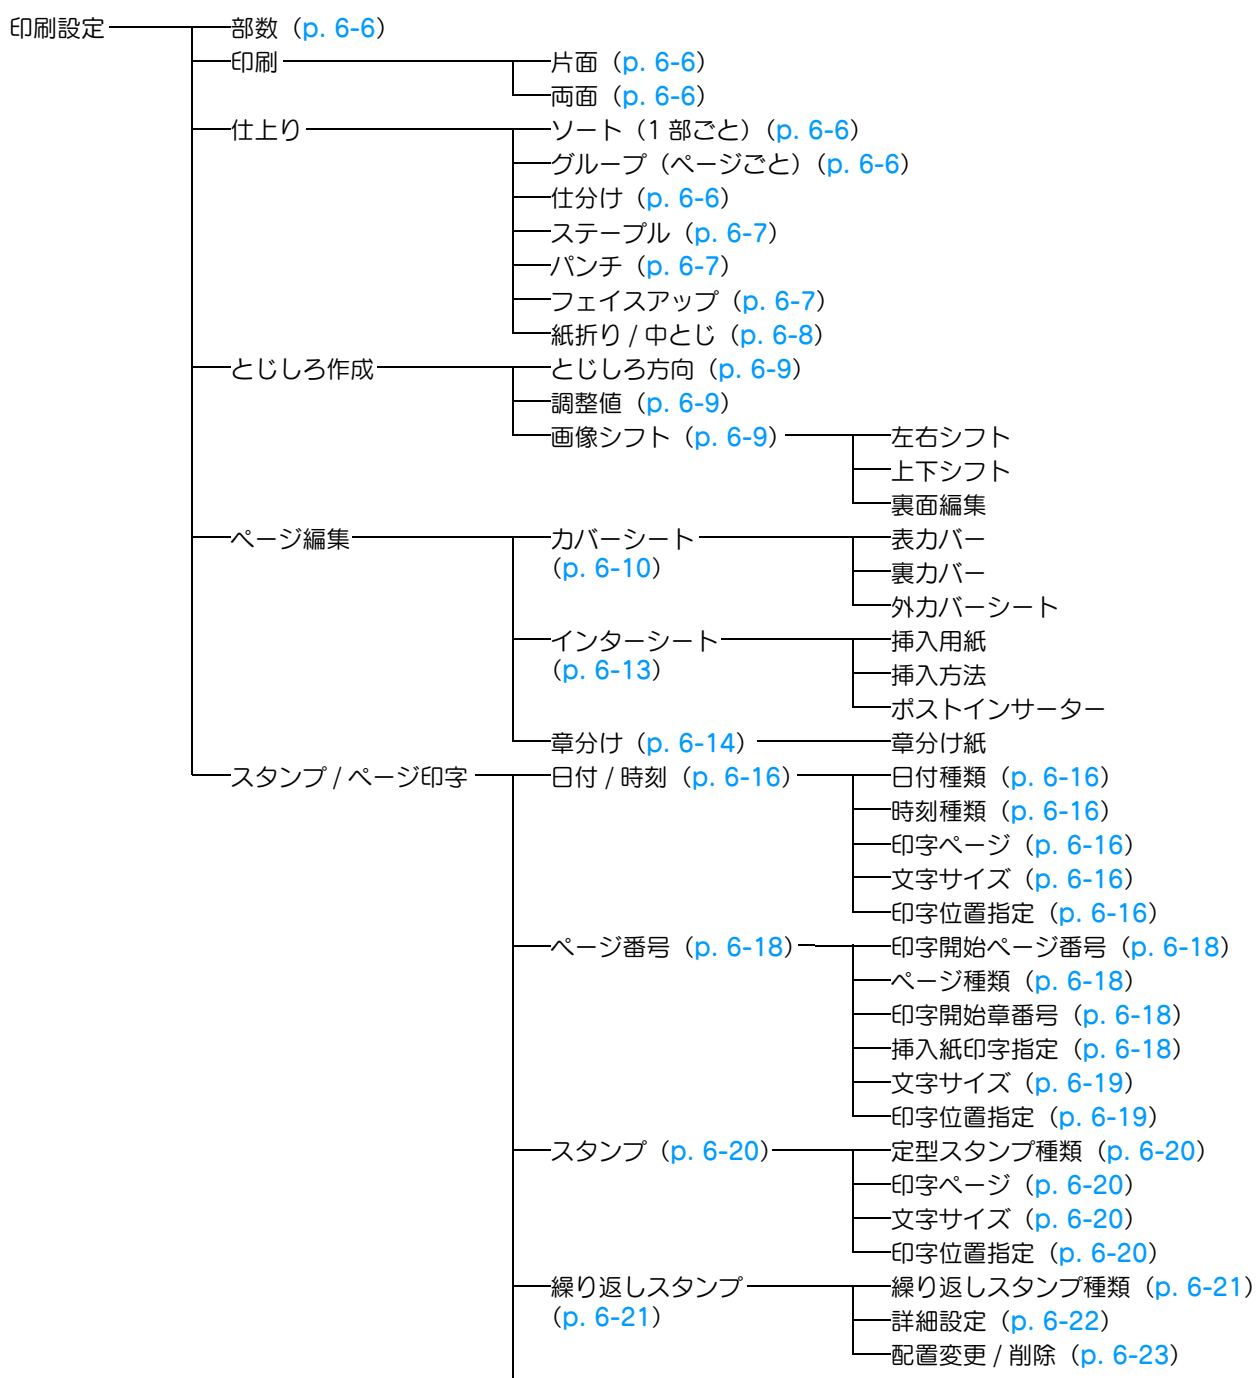 印刷設定 部数（p. 6-6）
印刷 片面（p. 6-6）
両面（p. 6-6）
仕上り ソート（1 部ごと）（p. 6-6）
グループ（ページごと）（p. 6-6）
仕分け（p. 6-6）
ステープル（p. 6-7）
パンチ（p. 6-7）
フェイスアップ（p. 6-7）
紙折り / 中とじ（p. 6-8）
とじしろ作成 とじしろ方向（p. 6-9）
調整値（p. 6-9）
画像シフト（p. 6-9） 左右シフト
上下シフト
裏面編集
ページ編集 カバーシート 表カバー
（p. 6-10） 裏カバー
外カバーシート
インターシート 挿入用紙
（p. 6-13） 挿入方法
ポストインサーター
章分け（p. 6-14） 章分け紙
スタンプ / ページ印字 日付 / 時刻（p. 6-16） 日付種類（p. 6-16）
時刻種類（p. 6-16）
印字ページ（p. 6-16）
文字サイズ（p. 6-16）
印字位置指定（p. 6-16）
ページ番号（p. 6-18） 印字開始ページ番号（p. 6-18）
ページ種類（p. 6-18）
印字開始章番号（p. 6-18）
挿入紙印字指定（p. 6-18）
文字サイズ（p. 6-19）
印字位置指定（p. 6-19）
スタンプ（p. 6-20） 定型スタンプ種類（p. 6-20）
印字ページ（p. 6-20）
文字サイズ（p. 6-20）
印字位置指定（p. 6-20）
繰り返しスタンプ 繰り返しスタンプ種類（p. 6-21）
（p. 6-21） 詳細設定（p. 6-22）
配置変更 / 削除（p. 6-23）